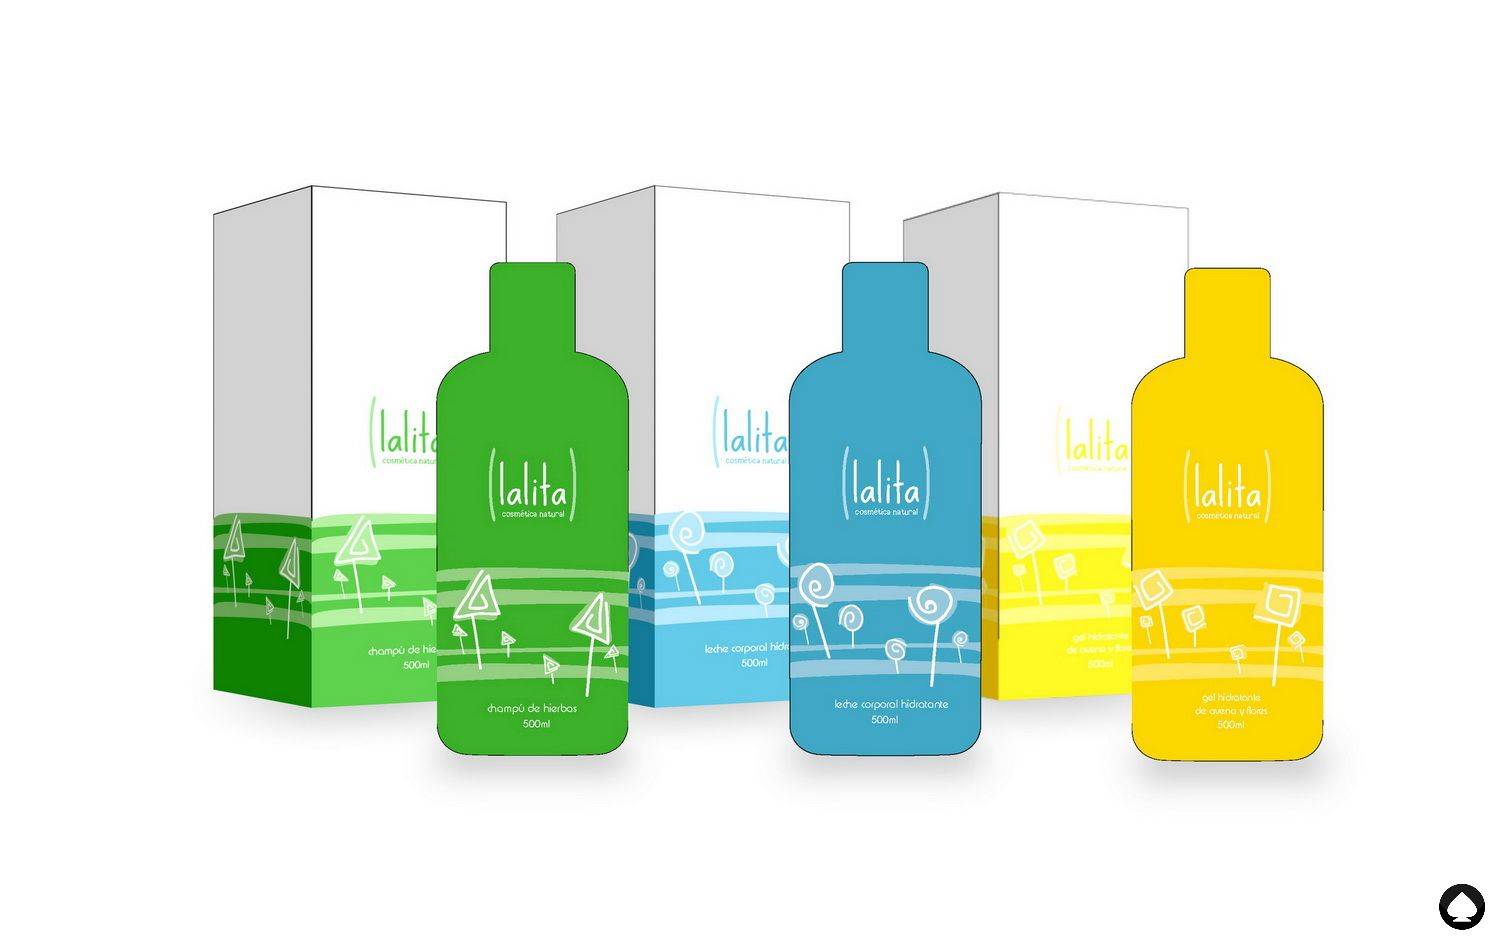 lalita
cosmética natural
champú de hie
500ml
lalita
cosmética natural
champú de hierbas
500ml
lalita
cosmética natural
leche corporal hidr
500ml
lalita
cosmética natural
leche corporal hidratante
500ml
lalita
cosmética natural
gel hidratante
de avena y flores
500ml
lalita
cosmética natural
gel hidratante
de avena y flores
500ml